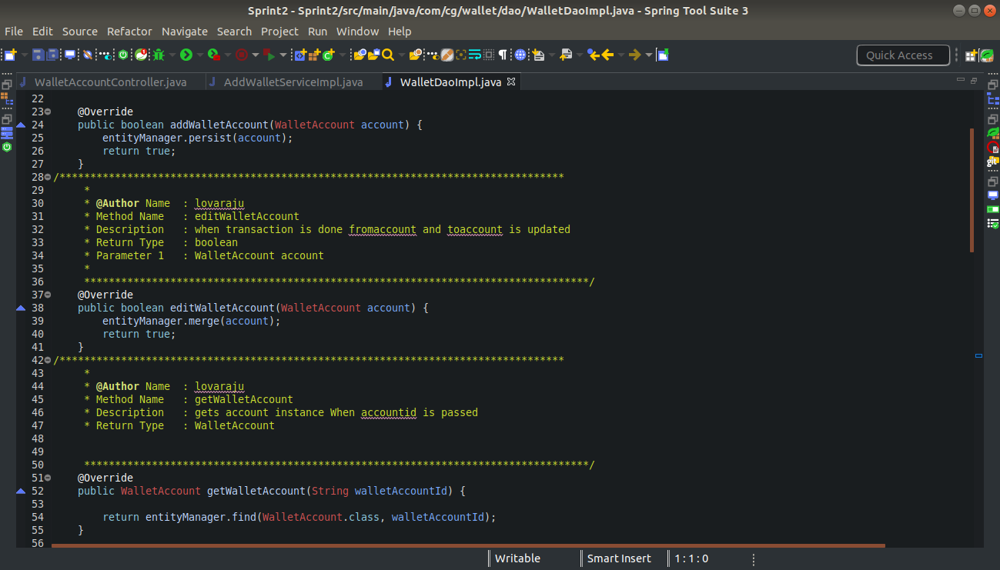 Sprint2 - Sprint2/src/main/java/com/cg/wallet/dao/WalletDaoImpl.java - Spring Tool Suite 3
File Edit Source Refactor Navigate Search Project Run Window Help
Quick Access
WalletAccountController.java AddWalletServiceImpl.java WalletDaoImpl.java
22
23 @Override
24 public boolean addWalletAccount(WalletAccount account) {
25 entityManager.persist(account);
26 return true;
27 }
28 /**********************************************************************************
29 *
30 * @Author Name : lovaraju
31 * Method Name : editWalletAccount
32 * Description : when transaction is done fromaccount and toaccount is updated
33 * Return Type : boolean
34 * Parameter 1 : WalletAccount account
35 *
36 **********************************************************************************/
37 @Override
38 public boolean editWalletAccount(WalletAccount account) {
39 entityManager.merge(account);
40 return true;
41 }
42 /**********************************************************************************
43 *
44 * @Author Name : lovaraju
45 * Method Name : getWalletAccount
46 * Description : gets account instance When accountid is passed
47 * Return Type : WalletAccount
48
49
50 **********************************************************************************/
51 @Override
52 public WalletAccount getWalletAccount(String walletAccountId) {
53
54 return entityManager.find(WalletAccount.class, walletAccountId);
55 }
56
Writable Smart Insert 1 : 1 : 0